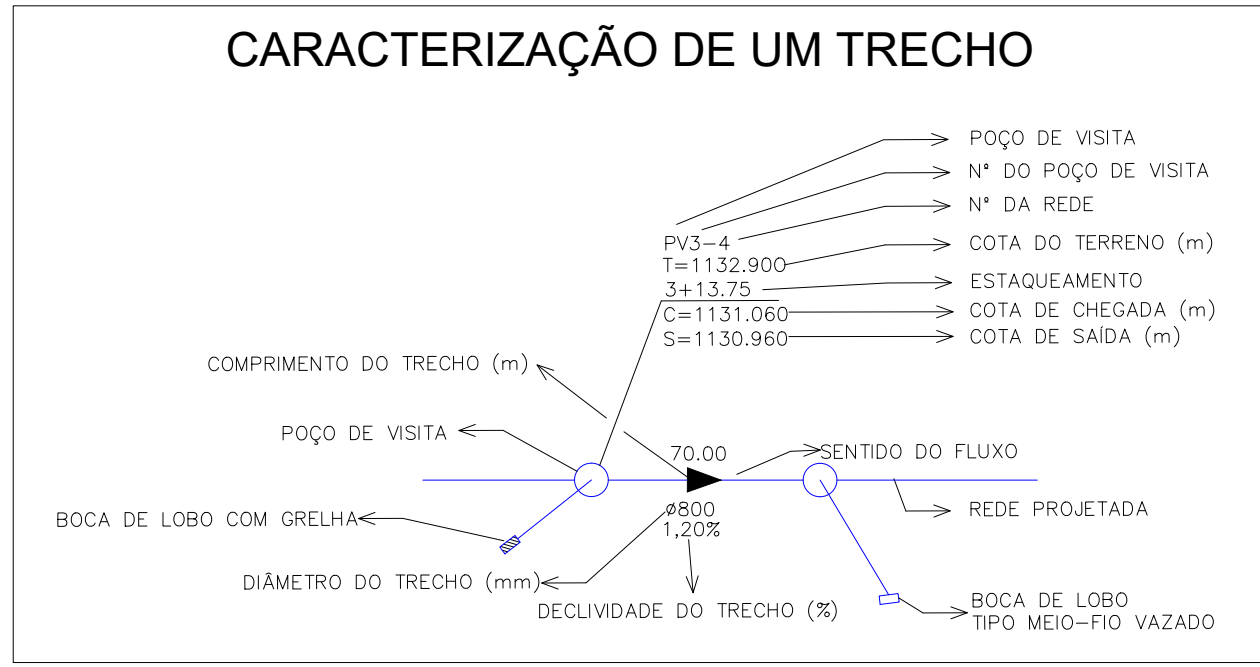 CARACTERIZAÇÃO DE UM TRECHO
POÇO DE VISITA
Nº DO POÇO DE VISITA
Nº DA REDE
PV3-4
T=1132.900
COTA DO TERRENO (m)
3+13.75
ESTAQUEAMENTO
C=1131.060
COTA DE CHEGADA (m)
S=1130.960
COTA DE SAÍDA (m)
COMPRIMENTO DO TRECHO (m)
POÇO DE VISITA
70.00
SENTIDO DO FLUXO
BOCA DE LOBO COM GRELHA
ø800
1,20%
REDE PROJETADA
DIÂMETRO DO TRECHO (mm)
DECLIVIDADE DO TRECHO (%)
BOCA DE LOBO
TIPO MEIO-FIO VAZADO